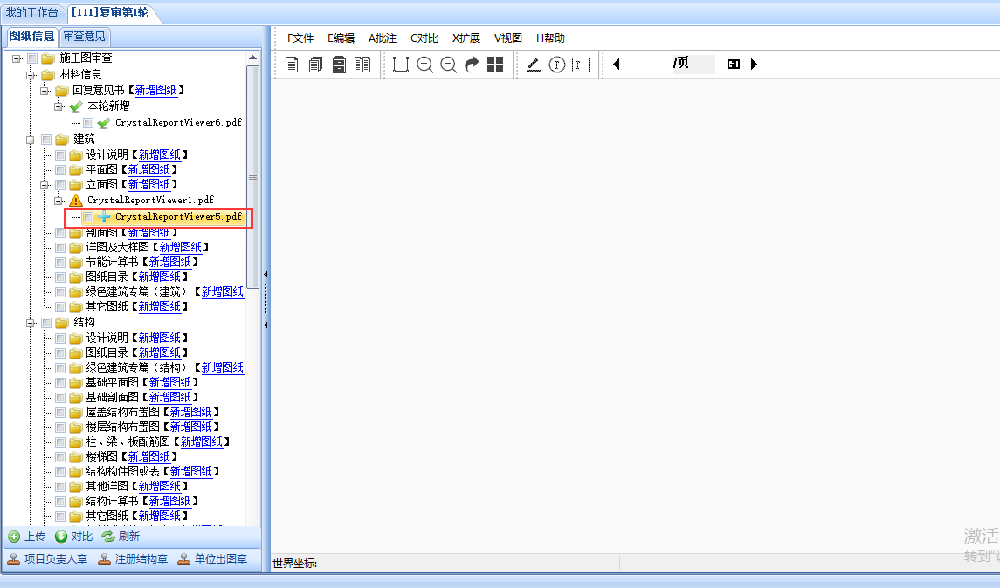 我的工作台 [111]复审第1轮
图纸信息 审查意见
F文件 E编辑 A批注 C对比 X扩展 V视图 H帮助
/页 GO
施工图审查
材料信息
回复意见书【新增图纸】
本轮新增
CrystalReportViewer6.pdf
建筑
设计说明【新增图纸】
平面图【新增图纸】
立面图【新增图纸】
CrystalReportViewer1.pdf
CrystalReportViewer5.pdf
剖面图【新增图纸】
详图及大样图【新增图纸】
节能计算书【新增图纸】
图纸目录【新增图纸】
绿色建筑专篇（建筑）【新增图纸
其它图纸【新增图纸】
结构
设计说明【新增图纸】
图纸目录【新增图纸】
绿色建筑专篇（结构）【新增图纸
基础平面图【新增图纸】
基础剖面图【新增图纸】
屋盖结构布置图【新增图纸】
楼层结构布置图【新增图纸】
柱、梁、板配筋图【新增图纸】
楼梯图【新增图纸】
结构构件图或表【新增图纸】
其他详图【新增图纸】
结构计算书【新增图纸】
其它图纸【新增图纸】
上传 对比 刷新
项目负责人章 注册结构章 单位出图章
世界坐标:
激活
转到"